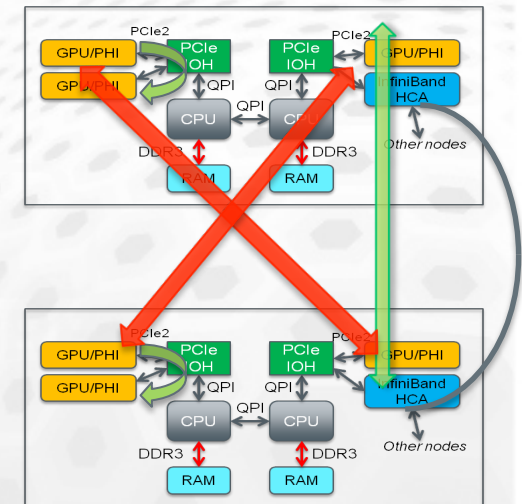 PCIe2
PCIe2
GPU/PHI
PCIe
IOH
PCIe
IOH
GPU/PHI
GPU/PHI
InfiniBand
HCA
QPI
QPI
QPI
CPU
CPU
Other nodes
DDR3
DDR3
RAM
RAM
PCIe2
PCIe2
GPU/PHI
PCIe
IOH
PCIe
IOH
GPU/PHI
GPU/PHI
InfiniBand
HCA
QPI
QPI
QPI
CPU
CPU
Other nodes
DDR3
DDR3
RAM
RAM